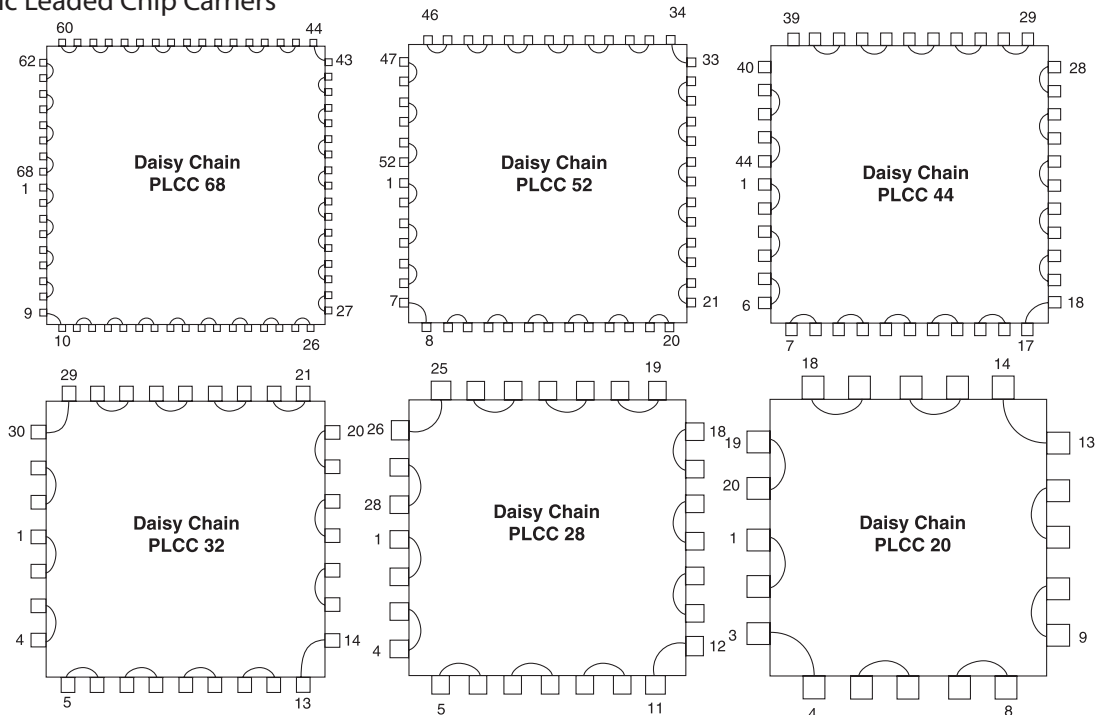 Leaded Chip Carriers
60 44
62 43
68
1
9 27
10 26
Daisy Chain
PLCC 68
46 34
47 33
52
1
7 21
8 20
Daisy Chain
PLCC 52
39 29
40 28
44
1
6 18
7 17
Daisy Chain
PLCC 44
29 21
30 20
1
4 14
5 13
Daisy Chain
PLCC 32
25 19
26 18
28
1
4 12
5 11
Daisy Chain
PLCC 28
18 14
19 13
20
1
3 9
4 8
Daisy Chain
PLCC 20